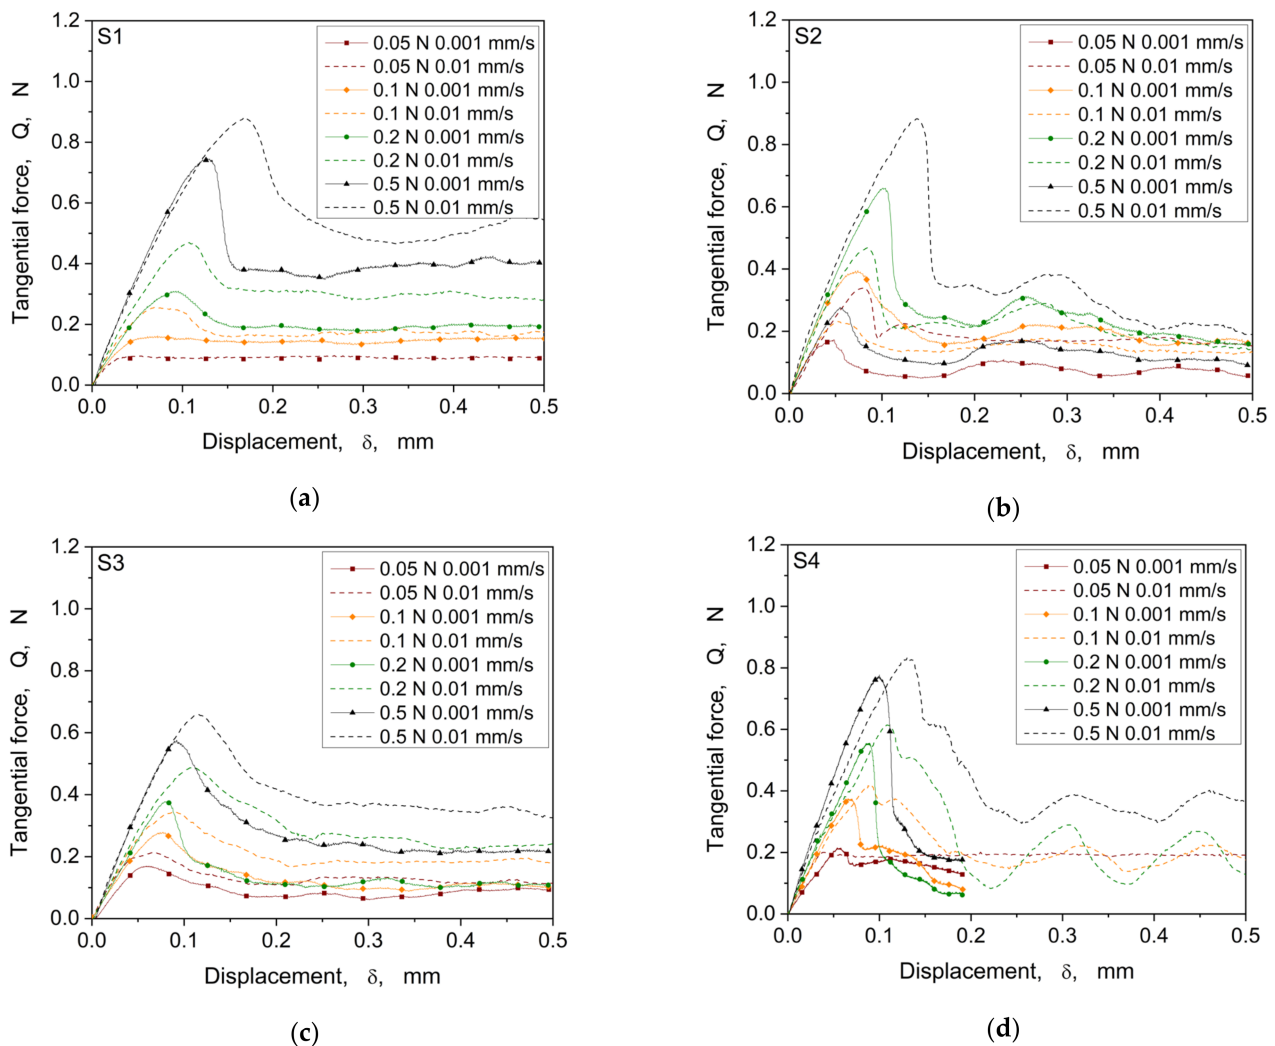 S1
0.05 N 0.001 mm/s
0.05 N 0.01 mm/s
0.1 N 0.001 mm/s
0.1 N 0.01 mm/s
0.2 N 0.001 mm/s
0.2 N 0.01 mm/s
0.5 N 0.001 mm/s
0.5 N 0.01 mm/s
Tangential force, Q, N
1.2
1.0
0.8
0.6
0.4
0.2
0.0
0.0 0.1 0.2 0.3 0.4 0.5
Displacement, δ, mm
(a)
S2
0.05 N 0.001 mm/s
0.05 N 0.01 mm/s
0.1 N 0.001 mm/s
0.1 N 0.01 mm/s
0.2 N 0.001 mm/s
0.2 N 0.01 mm/s
0.5 N 0.001 mm/s
0.5 N 0.01 mm/s
Tangential force, Q, N
1.2
1.0
0.8
0.6
0.4
0.2
0.0
0.0 0.1 0.2 0.3 0.4 0.5
Displacement, δ, mm
(b)
S3
0.05 N 0.001 mm/s
0.05 N 0.01 mm/s
0.1 N 0.001 mm/s
0.1 N 0.01 mm/s
0.2 N 0.001 mm/s
0.2 N 0.01 mm/s
0.5 N 0.001 mm/s
0.5 N 0.01 mm/s
Tangential force, Q, N
1.2
1.0
0.8
0.6
0.4
0.2
0.0
0.0 0.1 0.2 0.3 0.4 0.5
Displacement, δ, mm
(c)
S4
0.05 N 0.001 mm/s
0.05 N 0.01 mm/s
0.1 N 0.001 mm/s
0.1 N 0.01 mm/s
0.2 N 0.001 mm/s
0.2 N 0.01 mm/s
0.5 N 0.001 mm/s
0.5 N 0.01 mm/s
Tangential force, Q, N
1.2
1.0
0.8
0.6
0.4
0.2
0.0
0.0 0.1 0.2 0.3 0.4 0.5
Displacement, δ, mm
(d)